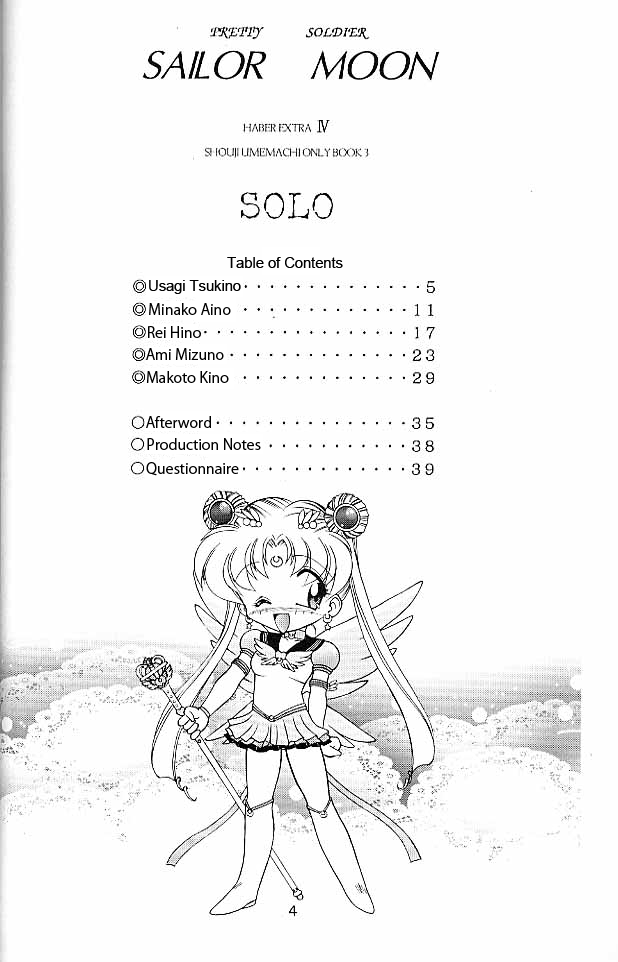 PRETTY SOLDIER
SAILOR MOON
HABER EXTRA Ⅳ
SHOUJI UMEMACHI ONLY BOOK 3
SOLO
Table of Contents
◎Usagi Tsukino・・・・・・・・・・・・・・5
◎Minako Aino ・・・・・・・・・・・・・11
◎Rei Hino・・・・・・・・・・・・・・・・17
◎Ami Mizuno・・・・・・・・・・・・・・23
◎Makoto Kino ・・・・・・・・・・・・・29
○Afterword・・・・・・・・・・・・・・・35
○Production Notes ・・・・・・・・・・・38
○Questionnaire・・・・・・・・・・・・・39
4